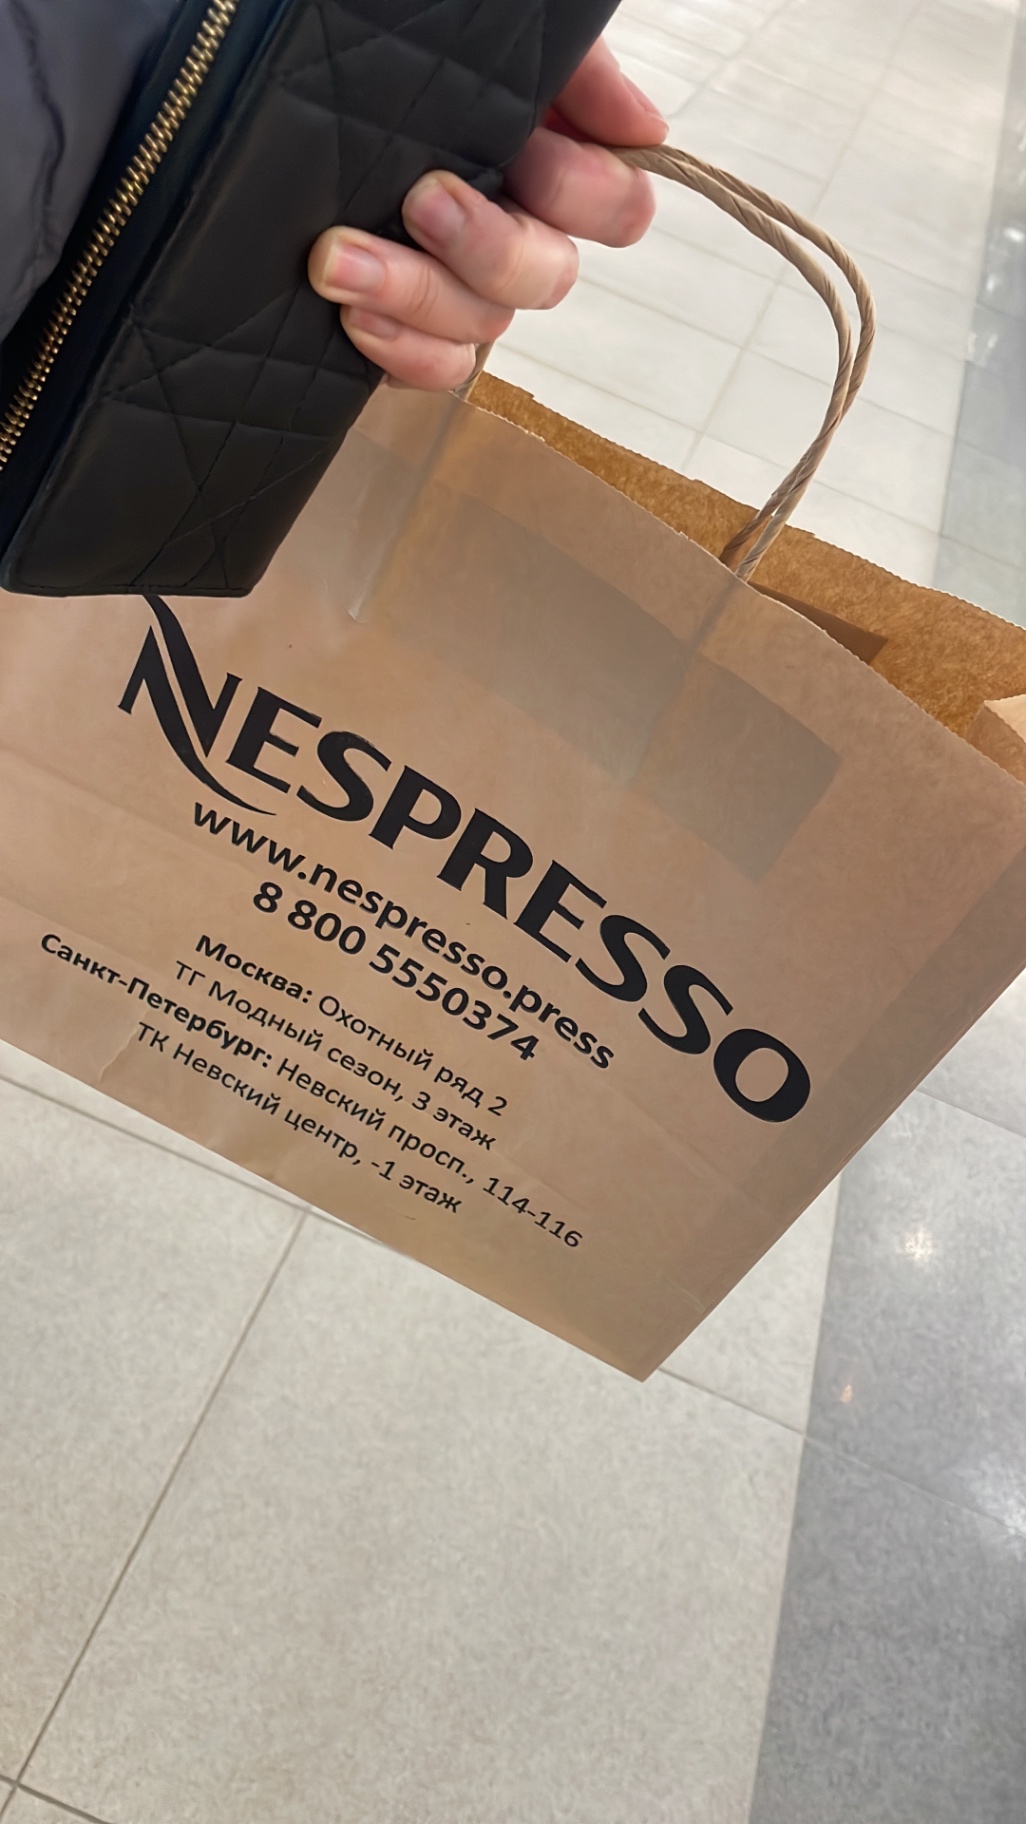 NESPRESSO
www.nespresso.press
8 800 5550374
Москва: Охотный ряд 2
ТГ Модный сезон, 3 этаж
Санкт-Петербург: Невский просп., 114-116
ТК Невский центр, -1 этаж